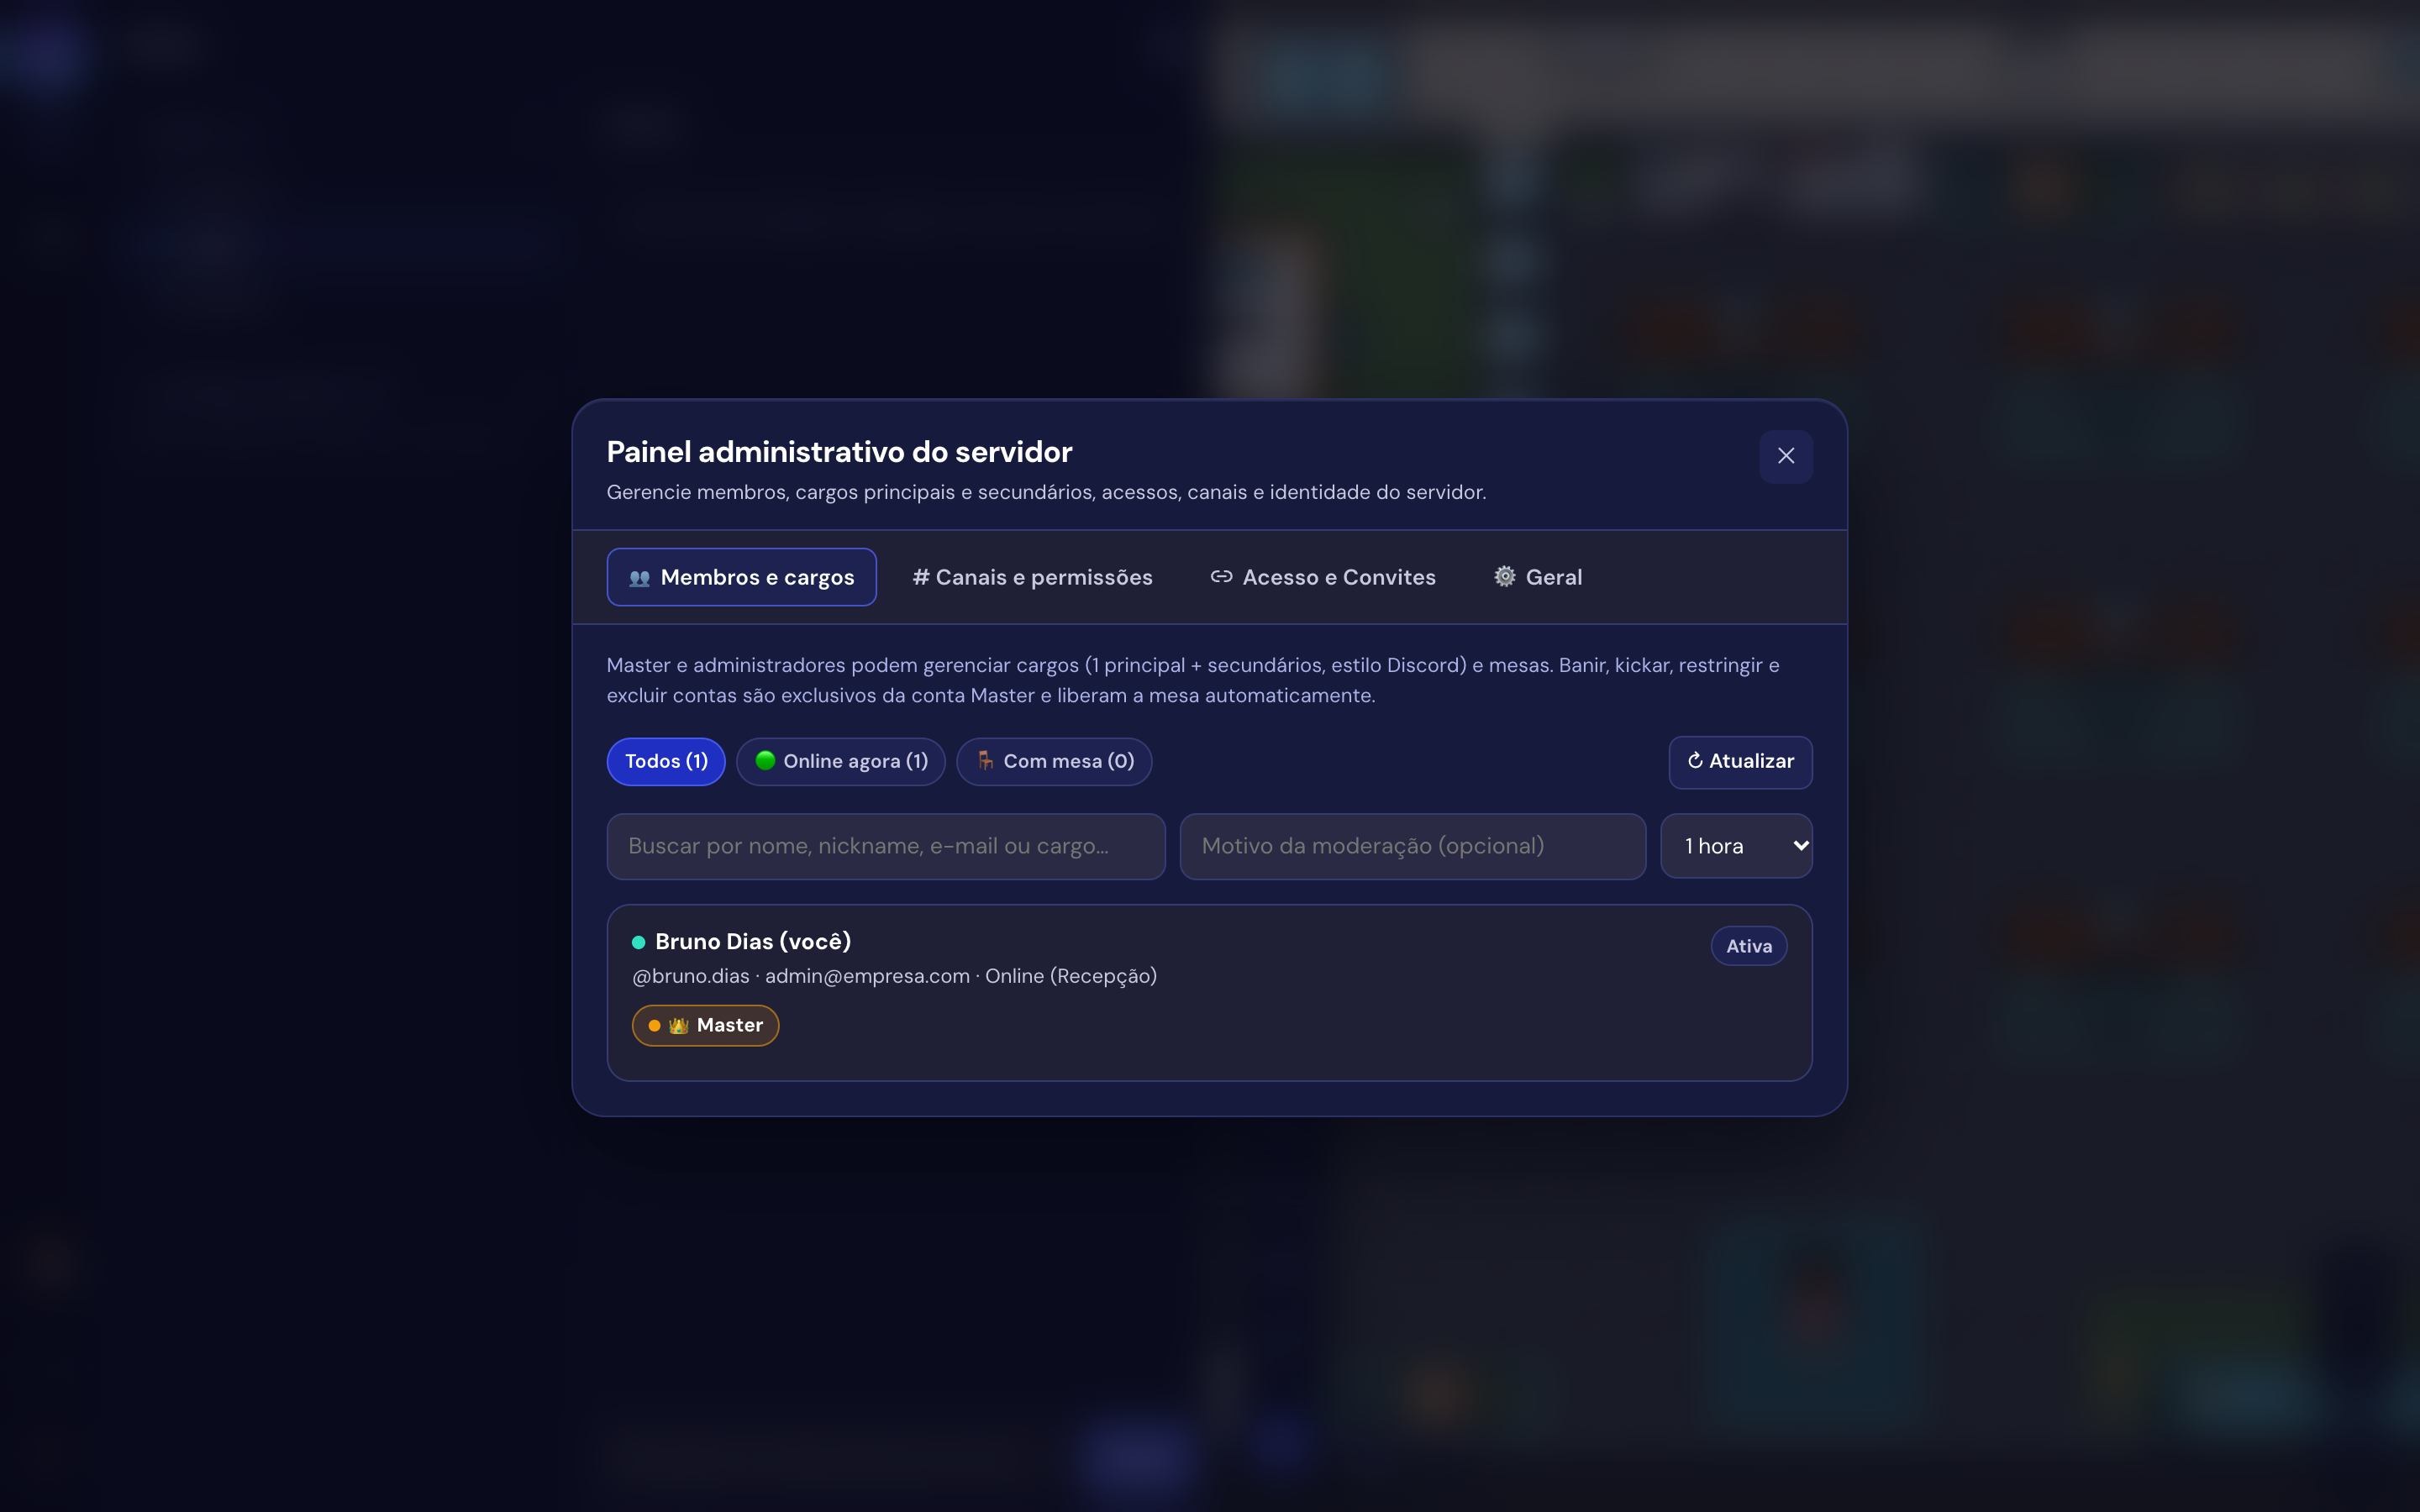 Painel administrativo do servidor
Gerencie membros, cargos principais e secundários, acessos, canais e identidade do servidor.
Membros e cargos
# Canais e permissões
Acesso e Convites
Geral
Master e administradores podem gerenciar cargos (1 principal + secundários, estilo Discord) e mesas. Banir, kickar, restringir e
excluir contas são exclusivos da conta Master e liberam a mesa automaticamente.
Todos (1)
Online agora (1)
Com mesa (0)
↻ Atualizar
Buscar por nome, nickname, e-mail ou cargo...
Motivo da moderação (opcional)
1 hora
Bruno Dias (você)
Ativa
@bruno.dias · admin@empresa.com · Online (Recepção)
Master